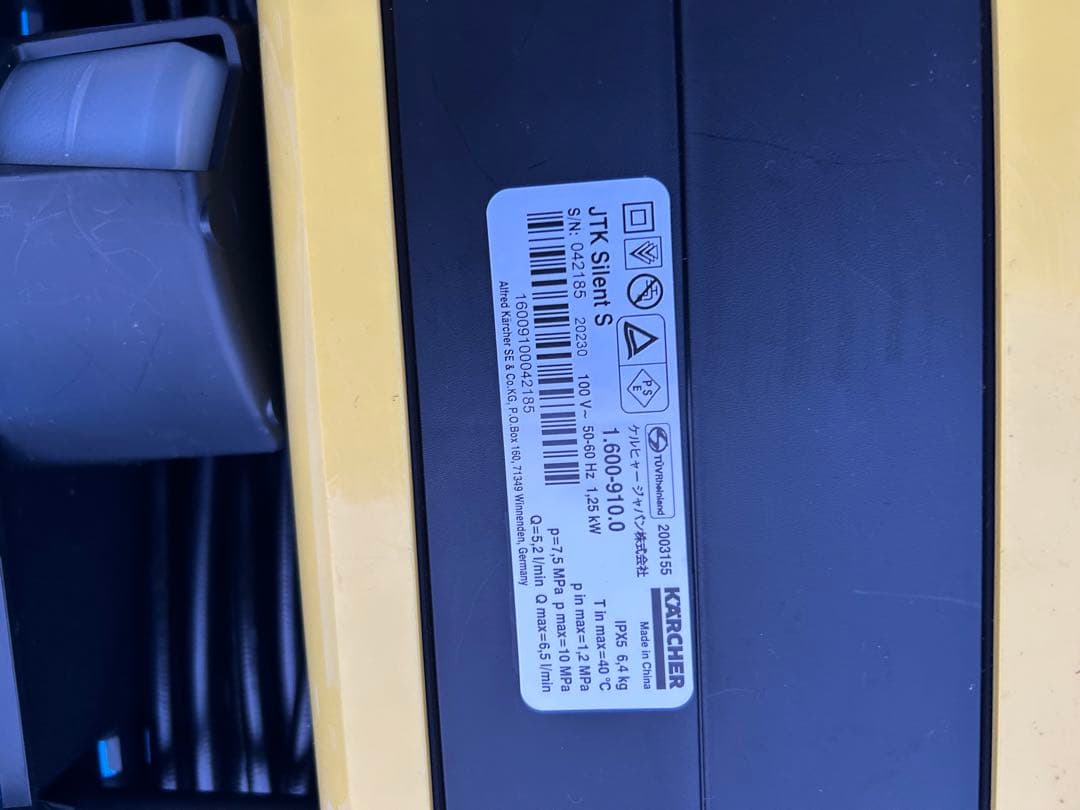 PSE
TÜVRheinland
2003155
KÄRCHER
ケルヒャー ジャパン株式会社
Made in China
JTK Silent S
1.600-910.0
IPX5 6,4 kg
S/N: 042185 20230
100 V~ 50-60 Hz 1,25 kW
T in max=40 °C
p in max=1,2 MPa
p=7,5 MPa p max=10 MPa
Q=5,2 l/min Q max=6,5 l/min
16009100042185
Alfred Kärcher SE & Co.KG, P.O.Box 160, 71349 Winnenden, Germany